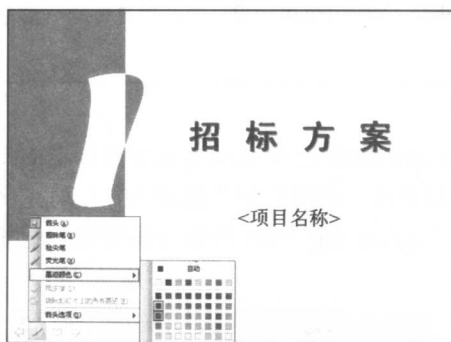 招标方案
<项目名称>
箭头(A)
圆珠笔(B)
毡尖笔
荧光笔(H)
墨迹颜色(C)
自动
箭头选项(O)